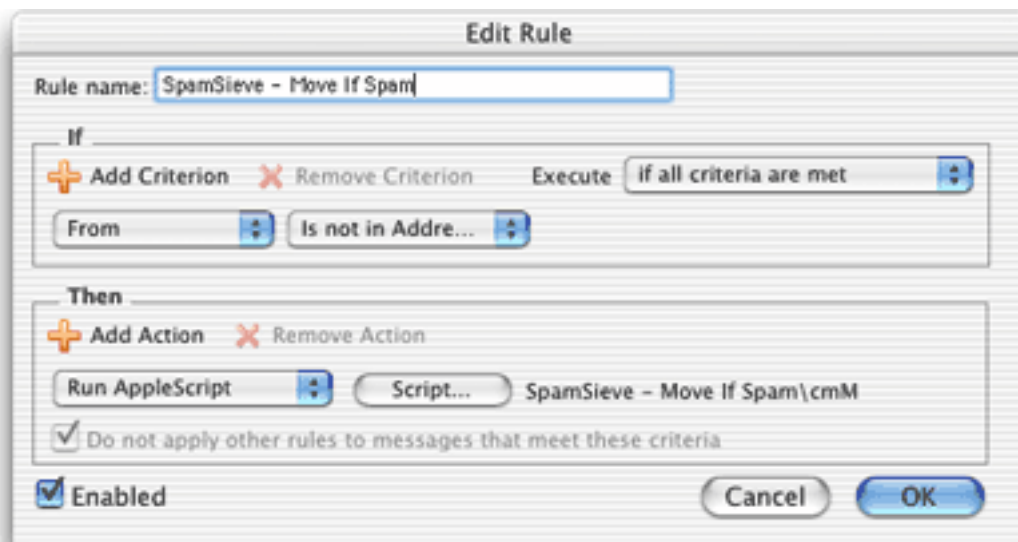 Edit Rule
Rule name: SpamSieve - Move If Spam
If
Add Criterion Remove Criterion Execute if all criteria are met
From Is not in Addre...
Then
Add Action Remove Action
Run AppleScript Script... SpamSieve - Move If Spam\cmM
Do not apply other rules to messages that meet these criteria
Enabled Cancel OK